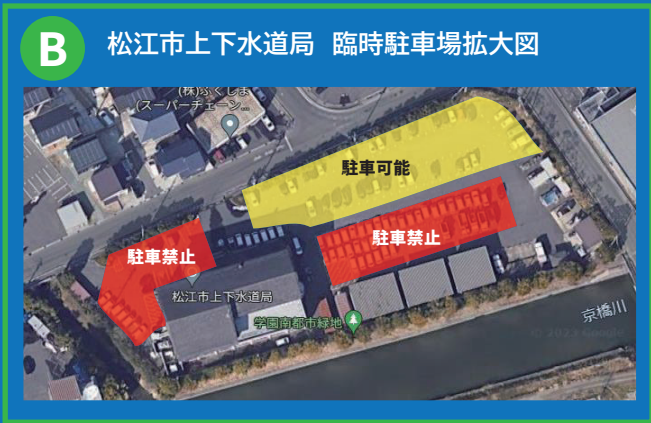 B
松江市上下水道局 臨時駐車場拡大図
(株)ふくしま
(スーパーチェーン...
駐車可能
駐車禁止
駐車禁止
松江市上下水道局
学園南都市緑地
京橋川
© 2023 Google